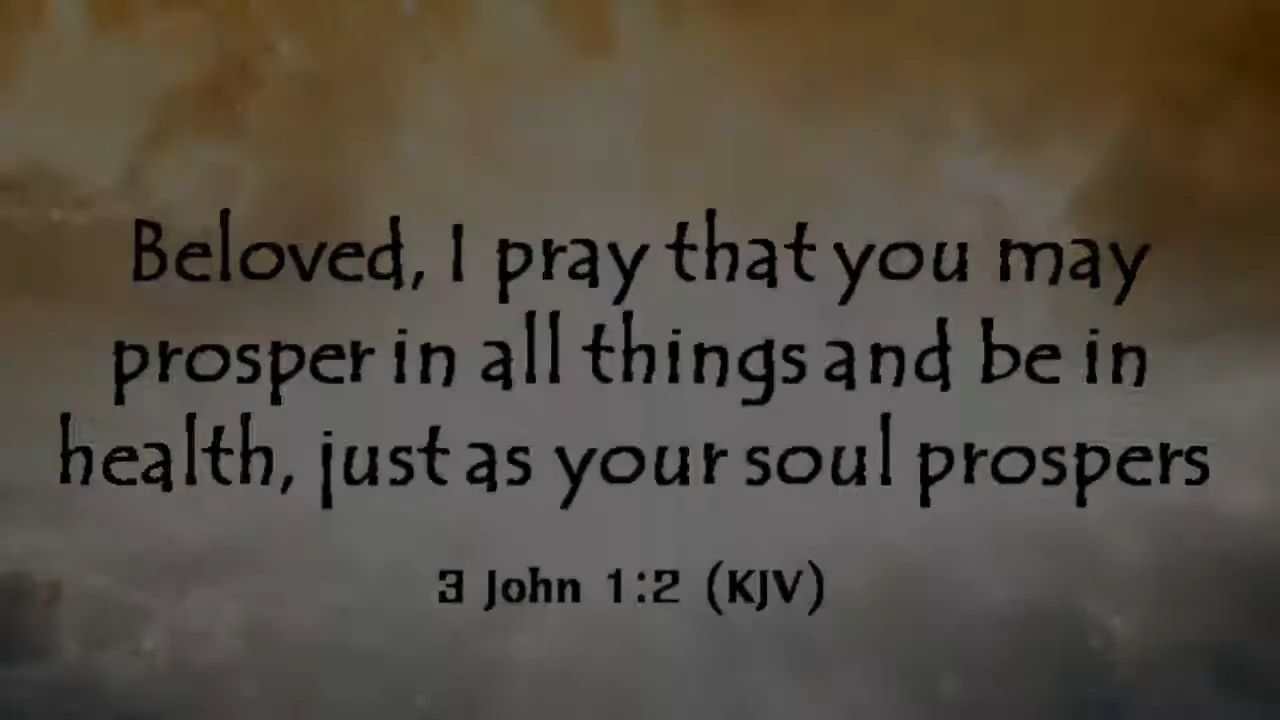 Beloved, I pray that you may
prosper in all things and be in
health, just as your soul prospers
3 John 1:2 (KJV)